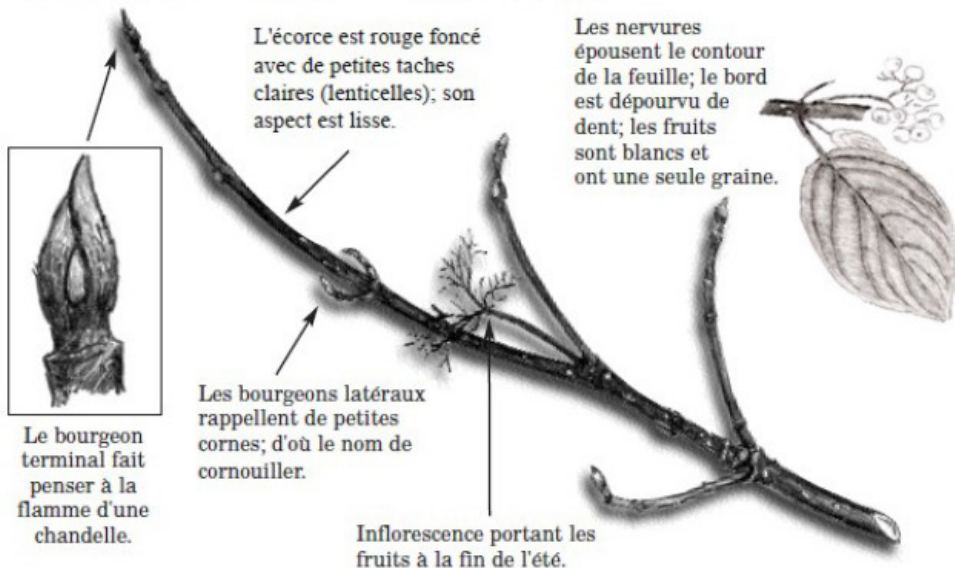 L'écorce est rouge foncé
avec de petites taches
claires (lenticelles); son
aspect est lisse.
Les nervures
épousent le contour
de la feuille; le bord
est dépourvu de
dent; les fruits
sont blancs et
ont une seule graine.
Le bourgeon
terminal fait
penser à la
flamme d'une
chandelle.
Les bourgeons latéraux
rappellent de petites
cornes; d'où le nom de
cornouiller.
Inflorescence portant les
fruits à la fin de l'été.